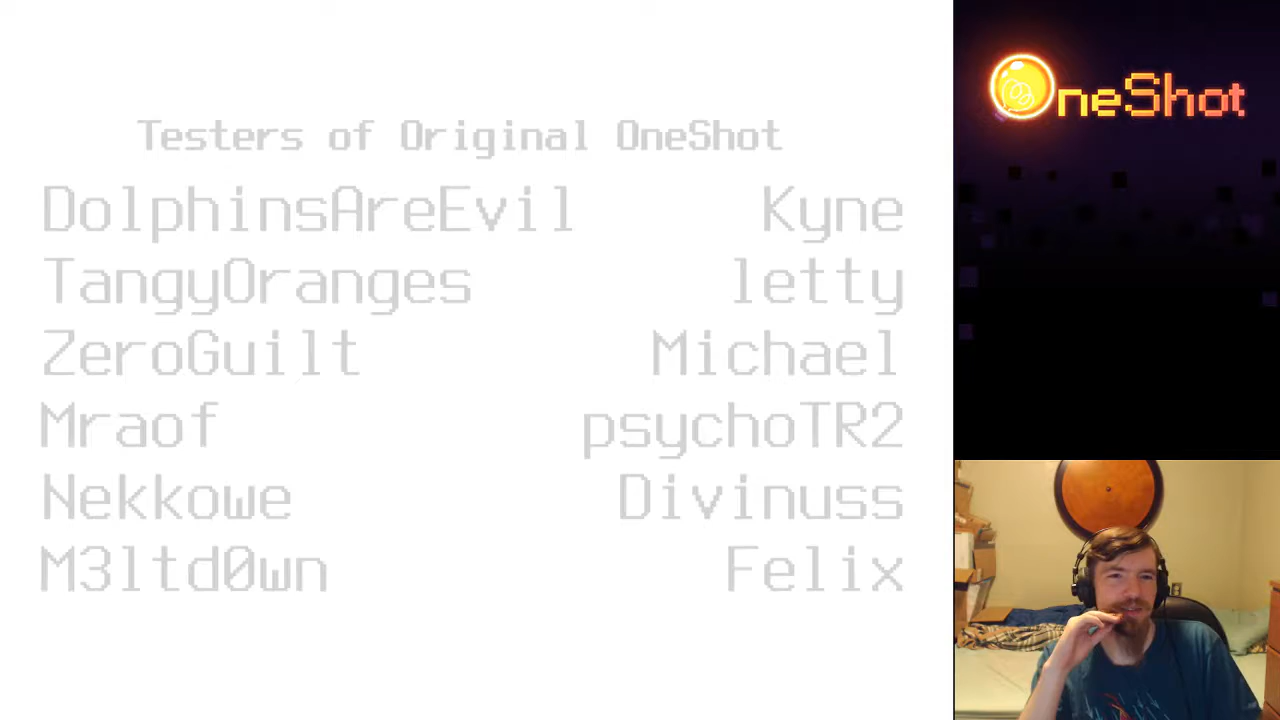 Testers of Original OneShot
DolphinsAreEvil Kyne
TangyOranges letty
ZeroGuilt Michael
Mraof psychoTR2
Nekkowe Divinuss
M3ltd0wn Felix
OneShot